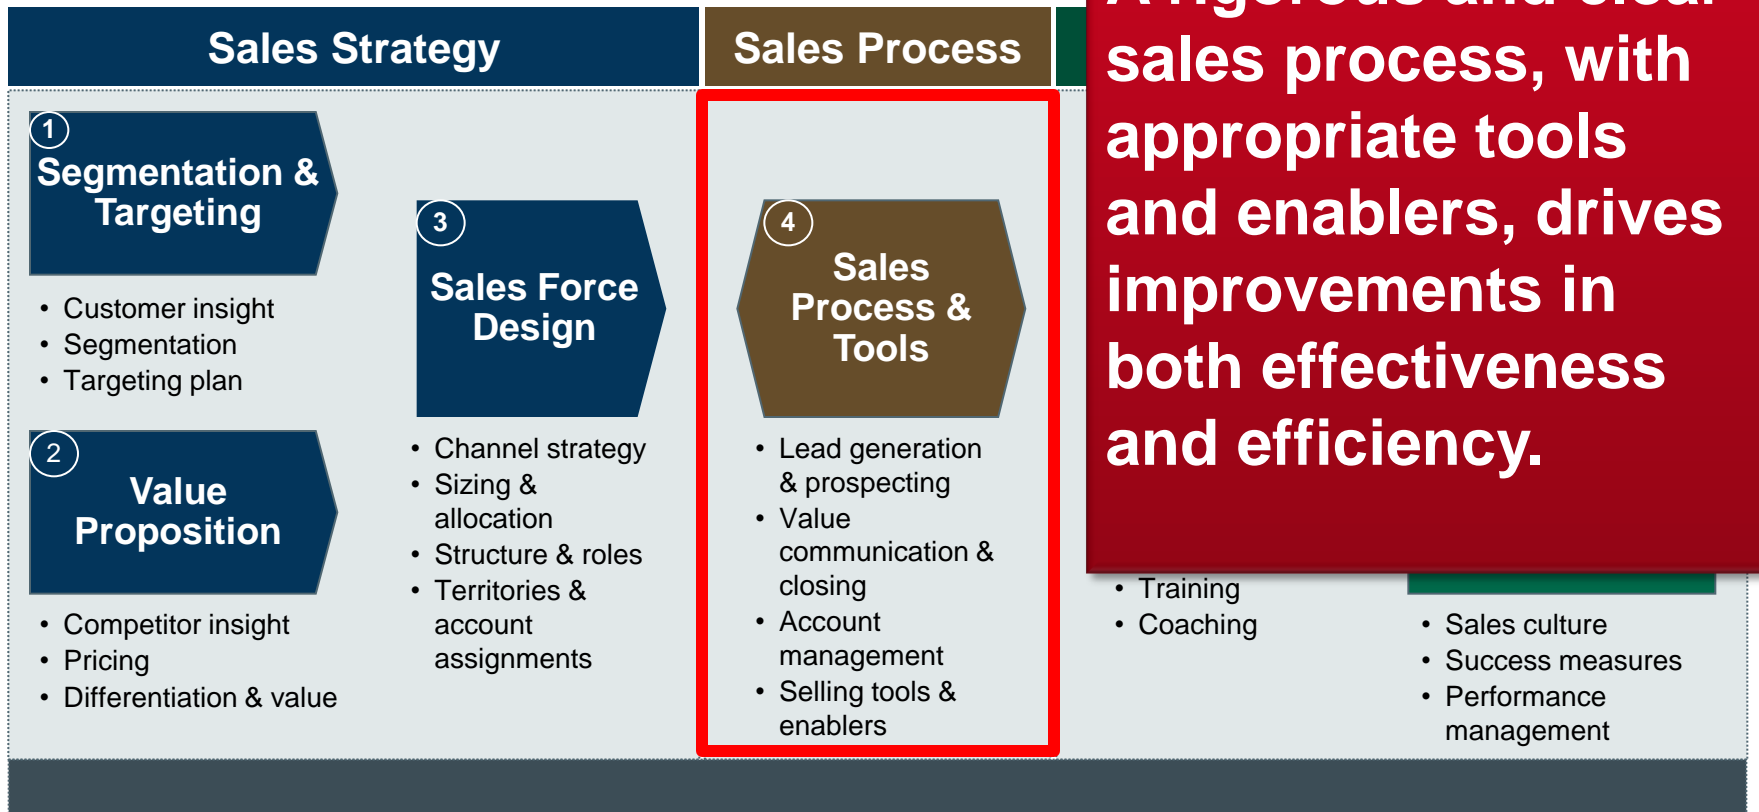 Sales Strategy
Sales Process
1
Segmentation &
Targeting
• Customer insight
• Segmentation
• Targeting plan
2
Value
Proposition
• Competitor insight
• Pricing
• Differentiation & value
3
Sales Force
Design
• Channel strategy
• Sizing &
allocation
• Structure & roles
• Territories &
account
assignments
4
Sales
Process &
Tools
• Lead generation
& prospecting
• Value
communication &
closing
• Account
management
• Selling tools &
enablers
A rigorous and clear
sales process, with
appropriate tools
and enablers, drives
improvements in
both effectiveness
and efficiency.
• Training
• Coaching
• Sales culture
• Success measures
• Performance
management